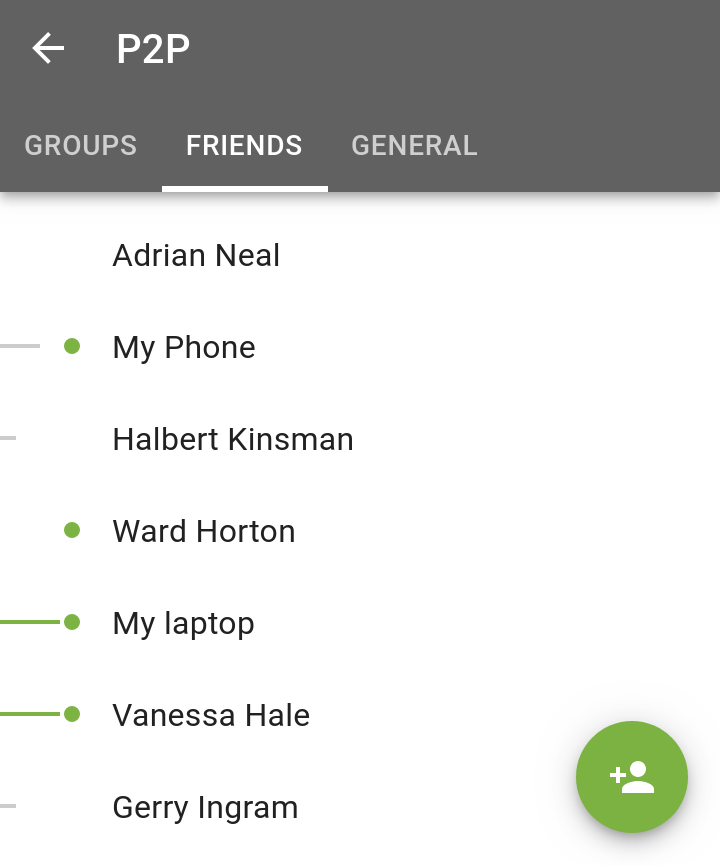 P2P
GROUPS FRIENDS GENERAL
Adrian Neal
My Phone
Halbert Kinsman
Ward Horton
My laptop
Vanessa Hale
Gerry Ingram